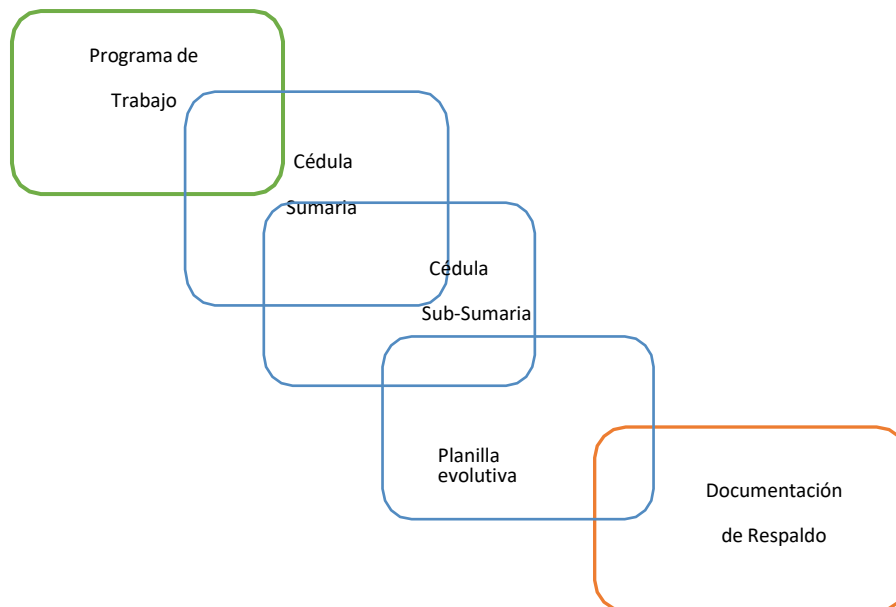 Programa de
Trabajo
Cédula
Sumaria
Cédula
Sub-Sumaria
Planilla
evolutiva
Documentación
de Respaldo